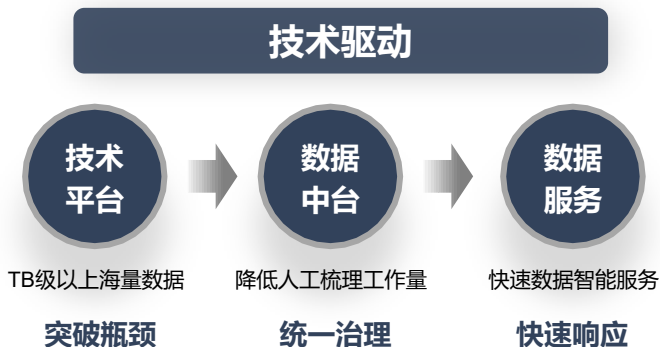 技术驱动
技术
平台
数据
中台
数据
服务
TB级以上海量数据
降低人工梳理工作量
快速数据智能服务
突破瓶颈
统一治理
快速响应